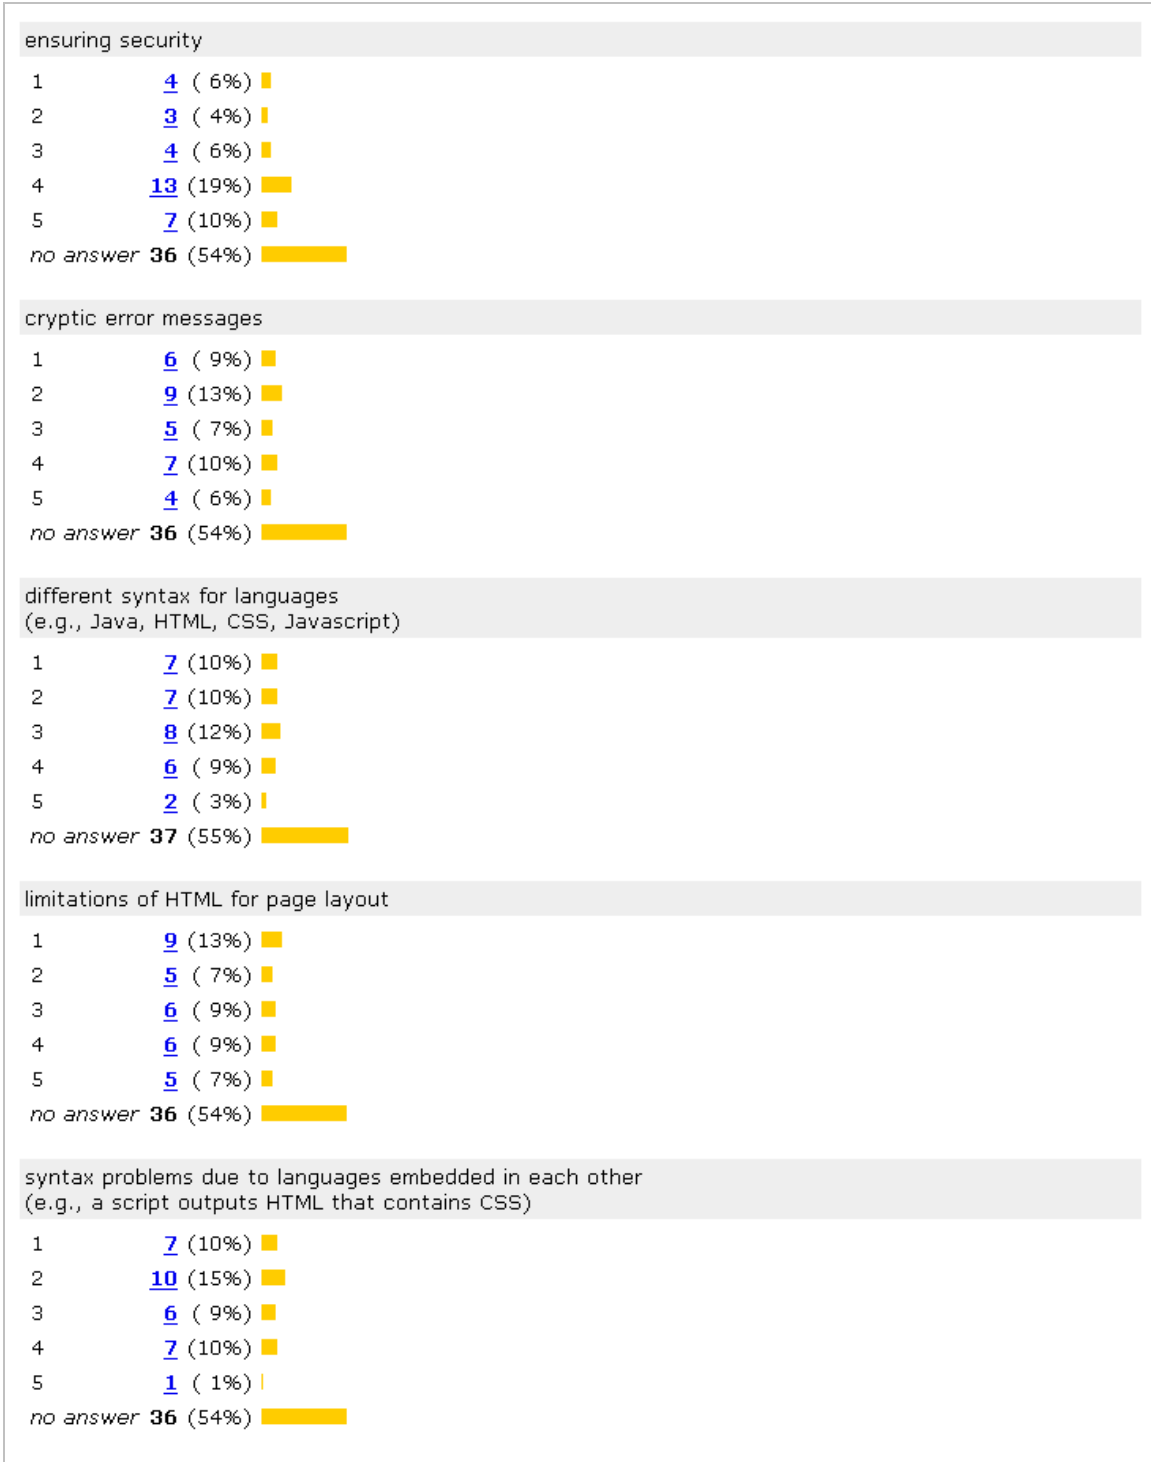 ensuring security
1 4 ( 6%)
2 3 ( 4%)
3 4 ( 6%)
4 13 (19%)
5 7 (10%)
no answer 36 (54%)
cryptic error messages
1 6 ( 9%)
2 9 (13%)
3 5 ( 7%)
4 7 (10%)
5 4 ( 6%)
no answer 36 (54%)
different syntax for languages
(e.g., Java, HTML, CSS, Javascript)
1 7 (10%)
2 7 (10%)
3 8 (12%)
4 6 ( 9%)
5 2 ( 3%)
no answer 37 (55%)
limitations of HTML for page layout
1 9 (13%)
2 5 ( 7%)
3 6 ( 9%)
4 6 ( 9%)
5 5 ( 7%)
no answer 36 (54%)
syntax problems due to languages embedded in each other
(e.g., a script outputs HTML that contains CSS)
1 7 (10%)
2 10 (15%)
3 6 ( 9%)
4 7 (10%)
5 1 ( 1%)
no answer 36 (54%)